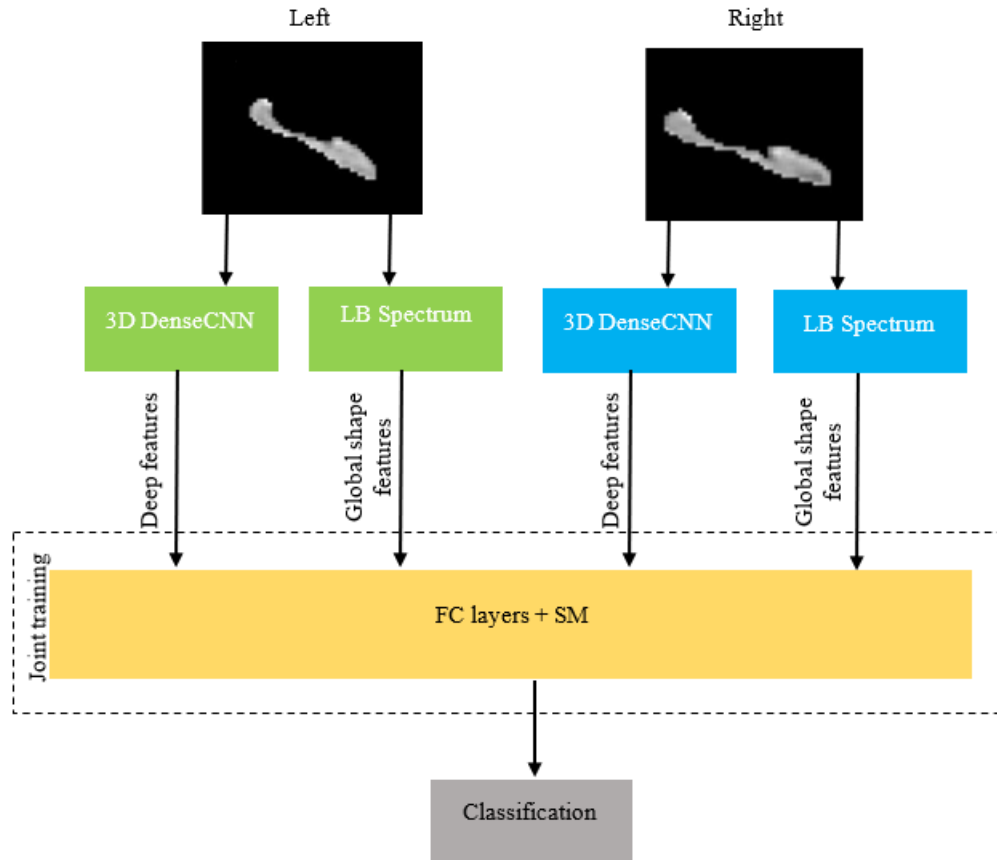 Left
Right
3D DenseCNN
LB Spectrum
3D DenseCNN
LB Spectrum
Deep features
Global shape
features
Deep features
Global shape
features
Joint training
FC layers + SM
Classification